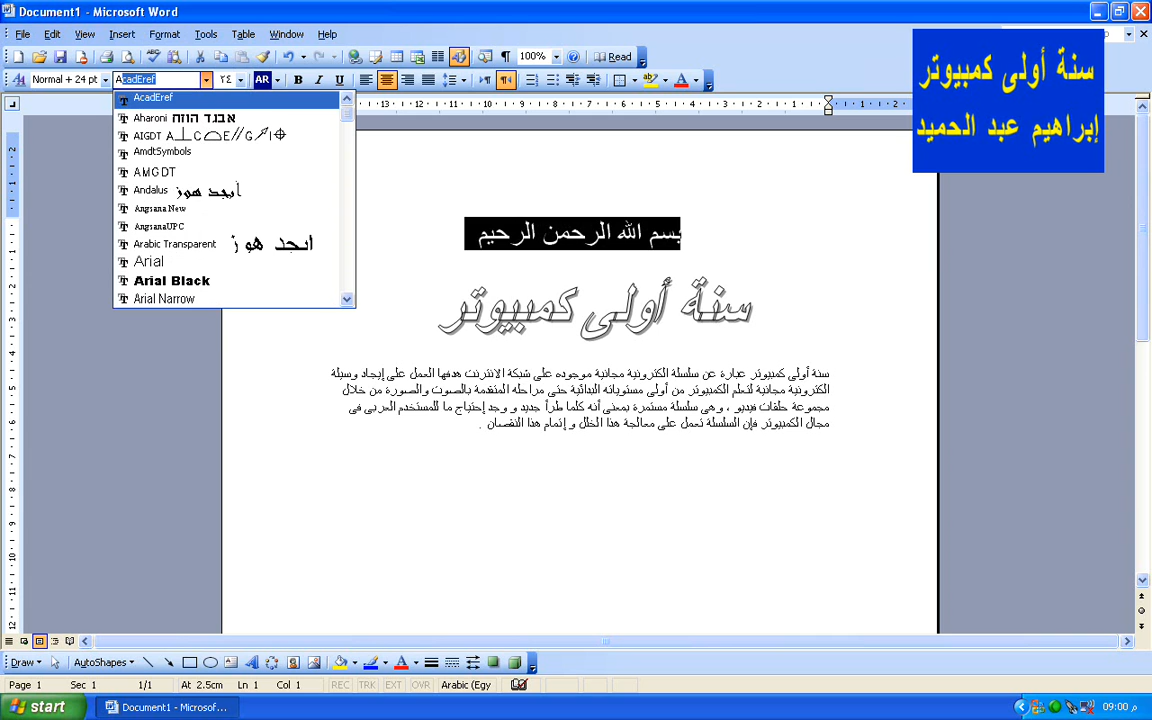 Document1 - Microsoft Word
File Edit View Insert Format Tools Table Window Help
100% Read
Normal + 24 pt AcadEref ٢٤ AR B I U
AcadEref
Aharoni אבגד הוזח
AIGDT
AmdtSymbols
AMGDT
Andalus أبجد هوز
Angsana New
AngsanaUPC
Arabic Transparent أبجد هوز
Arial
Arial Black
Arial Narrow
سنة أولى كمبيوتر
إبراهيم عبد الحميد
بسم الله الرحمن الرحيم
سنة أولى كمبيوتر
سنة أولى كمبيوتر عبارة عن سلسلة الكترونية مجانية موجوده على شبكة الانترنت هدفها العمل على إيجاد وسيلة
الكترونية مجانية لتعلم الكمبيوتر من أولى مستوياته البدائية حتى مراحله المتقدمة بالصوت والصورة من خلال
مجموعة حلقات فيديو ، وهى سلسلة مستمرة بمعنى أنه كلما طرأ جديد و وجد إحتياج ما للمستخدم العربى فى
مجال الكمبيوتر فإن السلسلة تعمل على معالجة هذا الخلل و إتمام هذا النقصان .
Draw AutoShapes
Page 1 Sec 1 1/1 At 2.5cm Ln 1 Col 1 REC TRK EXT OVR Arabic (Egy
start Document1 - Microsof... 09:00 م